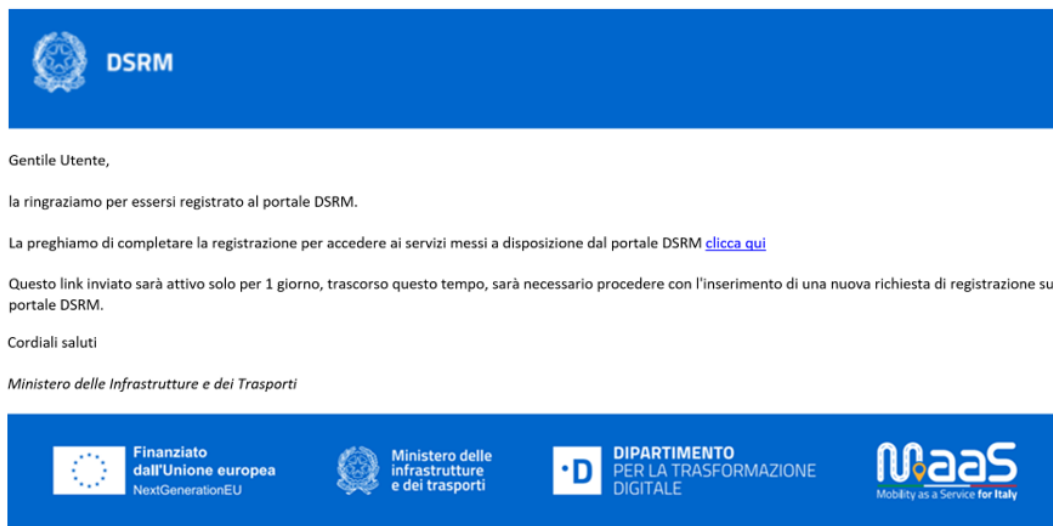 DSRM
Gentile Utente,
la ringraziamo per essersi registrato al portale DSRM.
La preghiamo di completare la registrazione per accedere ai servizi messi a disposizione dal portale DSRM clicca qui
Questo link inviato sarà attivo solo per 1 giorno, trascorso questo tempo, sarà necessario procedere con l'inserimento di una nuova richiesta di registrazione su
portale DSRM.
Cordiali saluti
Ministero delle Infrastrutture e dei Trasporti
Finanziato
dall'Unione europea
NextGenerationEU
Ministero delle
infrastrutture
e dei trasporti
·D
DIPARTIMENTO
PER LA TRASFORMAZIONE
DIGITALE
MaaS
Mobility as a Service for Italy